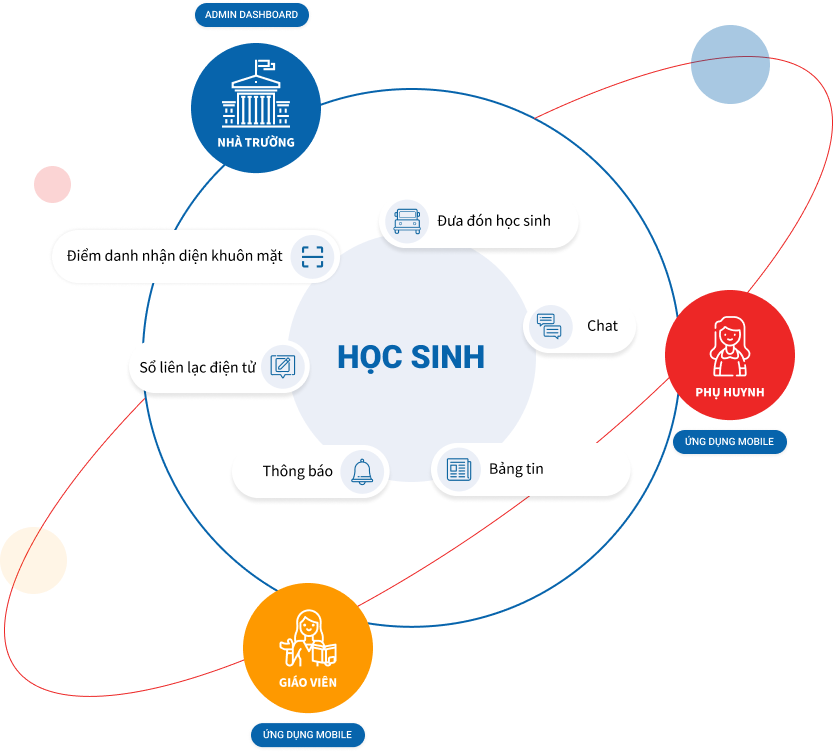 ADMIN DASHBOARD
NHÀ TRƯỜNG
Đưa đón học sinh
Điểm danh nhận diện khuôn mặt
Chat
HỌC SINH
Sổ liên lạc điện tử
PHỤ HUYNH
ỨNG DỤNG MOBILE
Thông báo
Bảng tin
GIÁO VIÊN
ỨNG DỤNG MOBILE